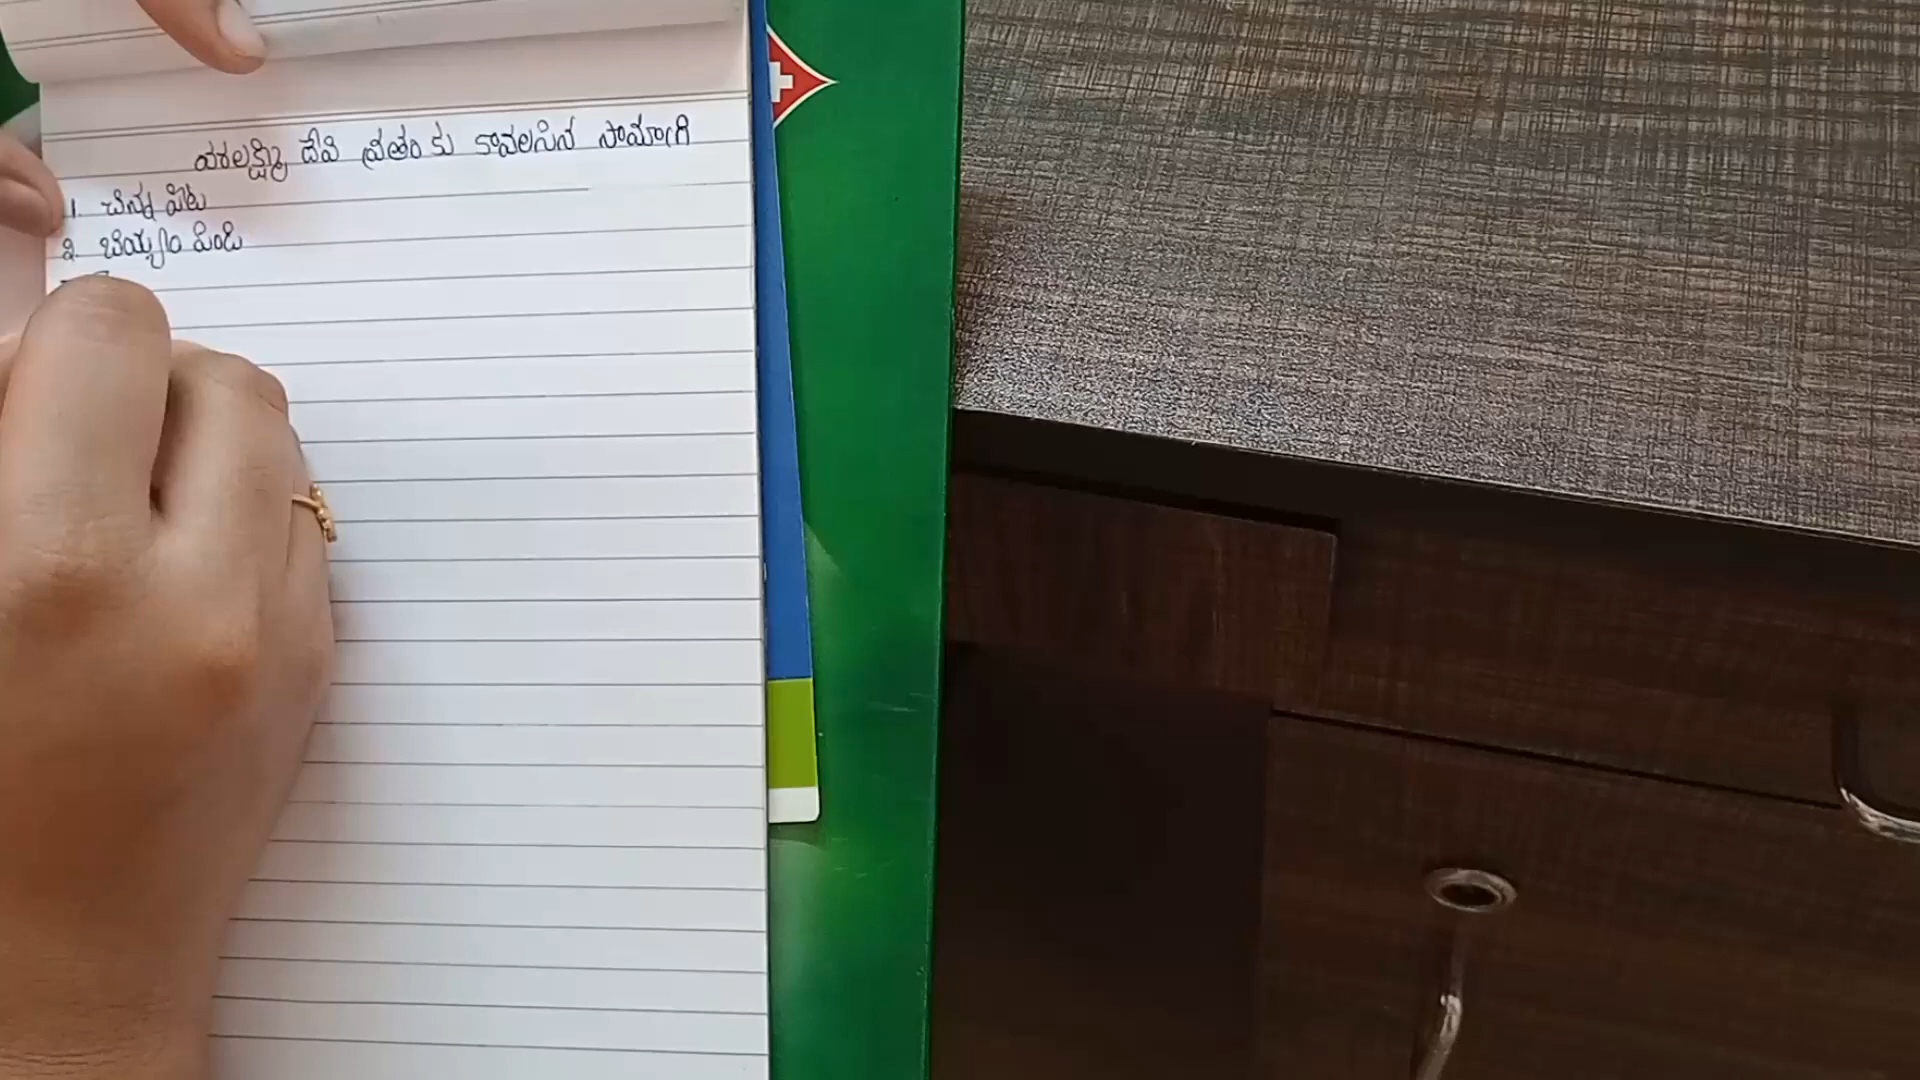 వరలక్ష్మి దేవి వ్రతం కు కావలసిన సామాగ్రి
1. చిన్న పీట
2. బియ్యం పిండి